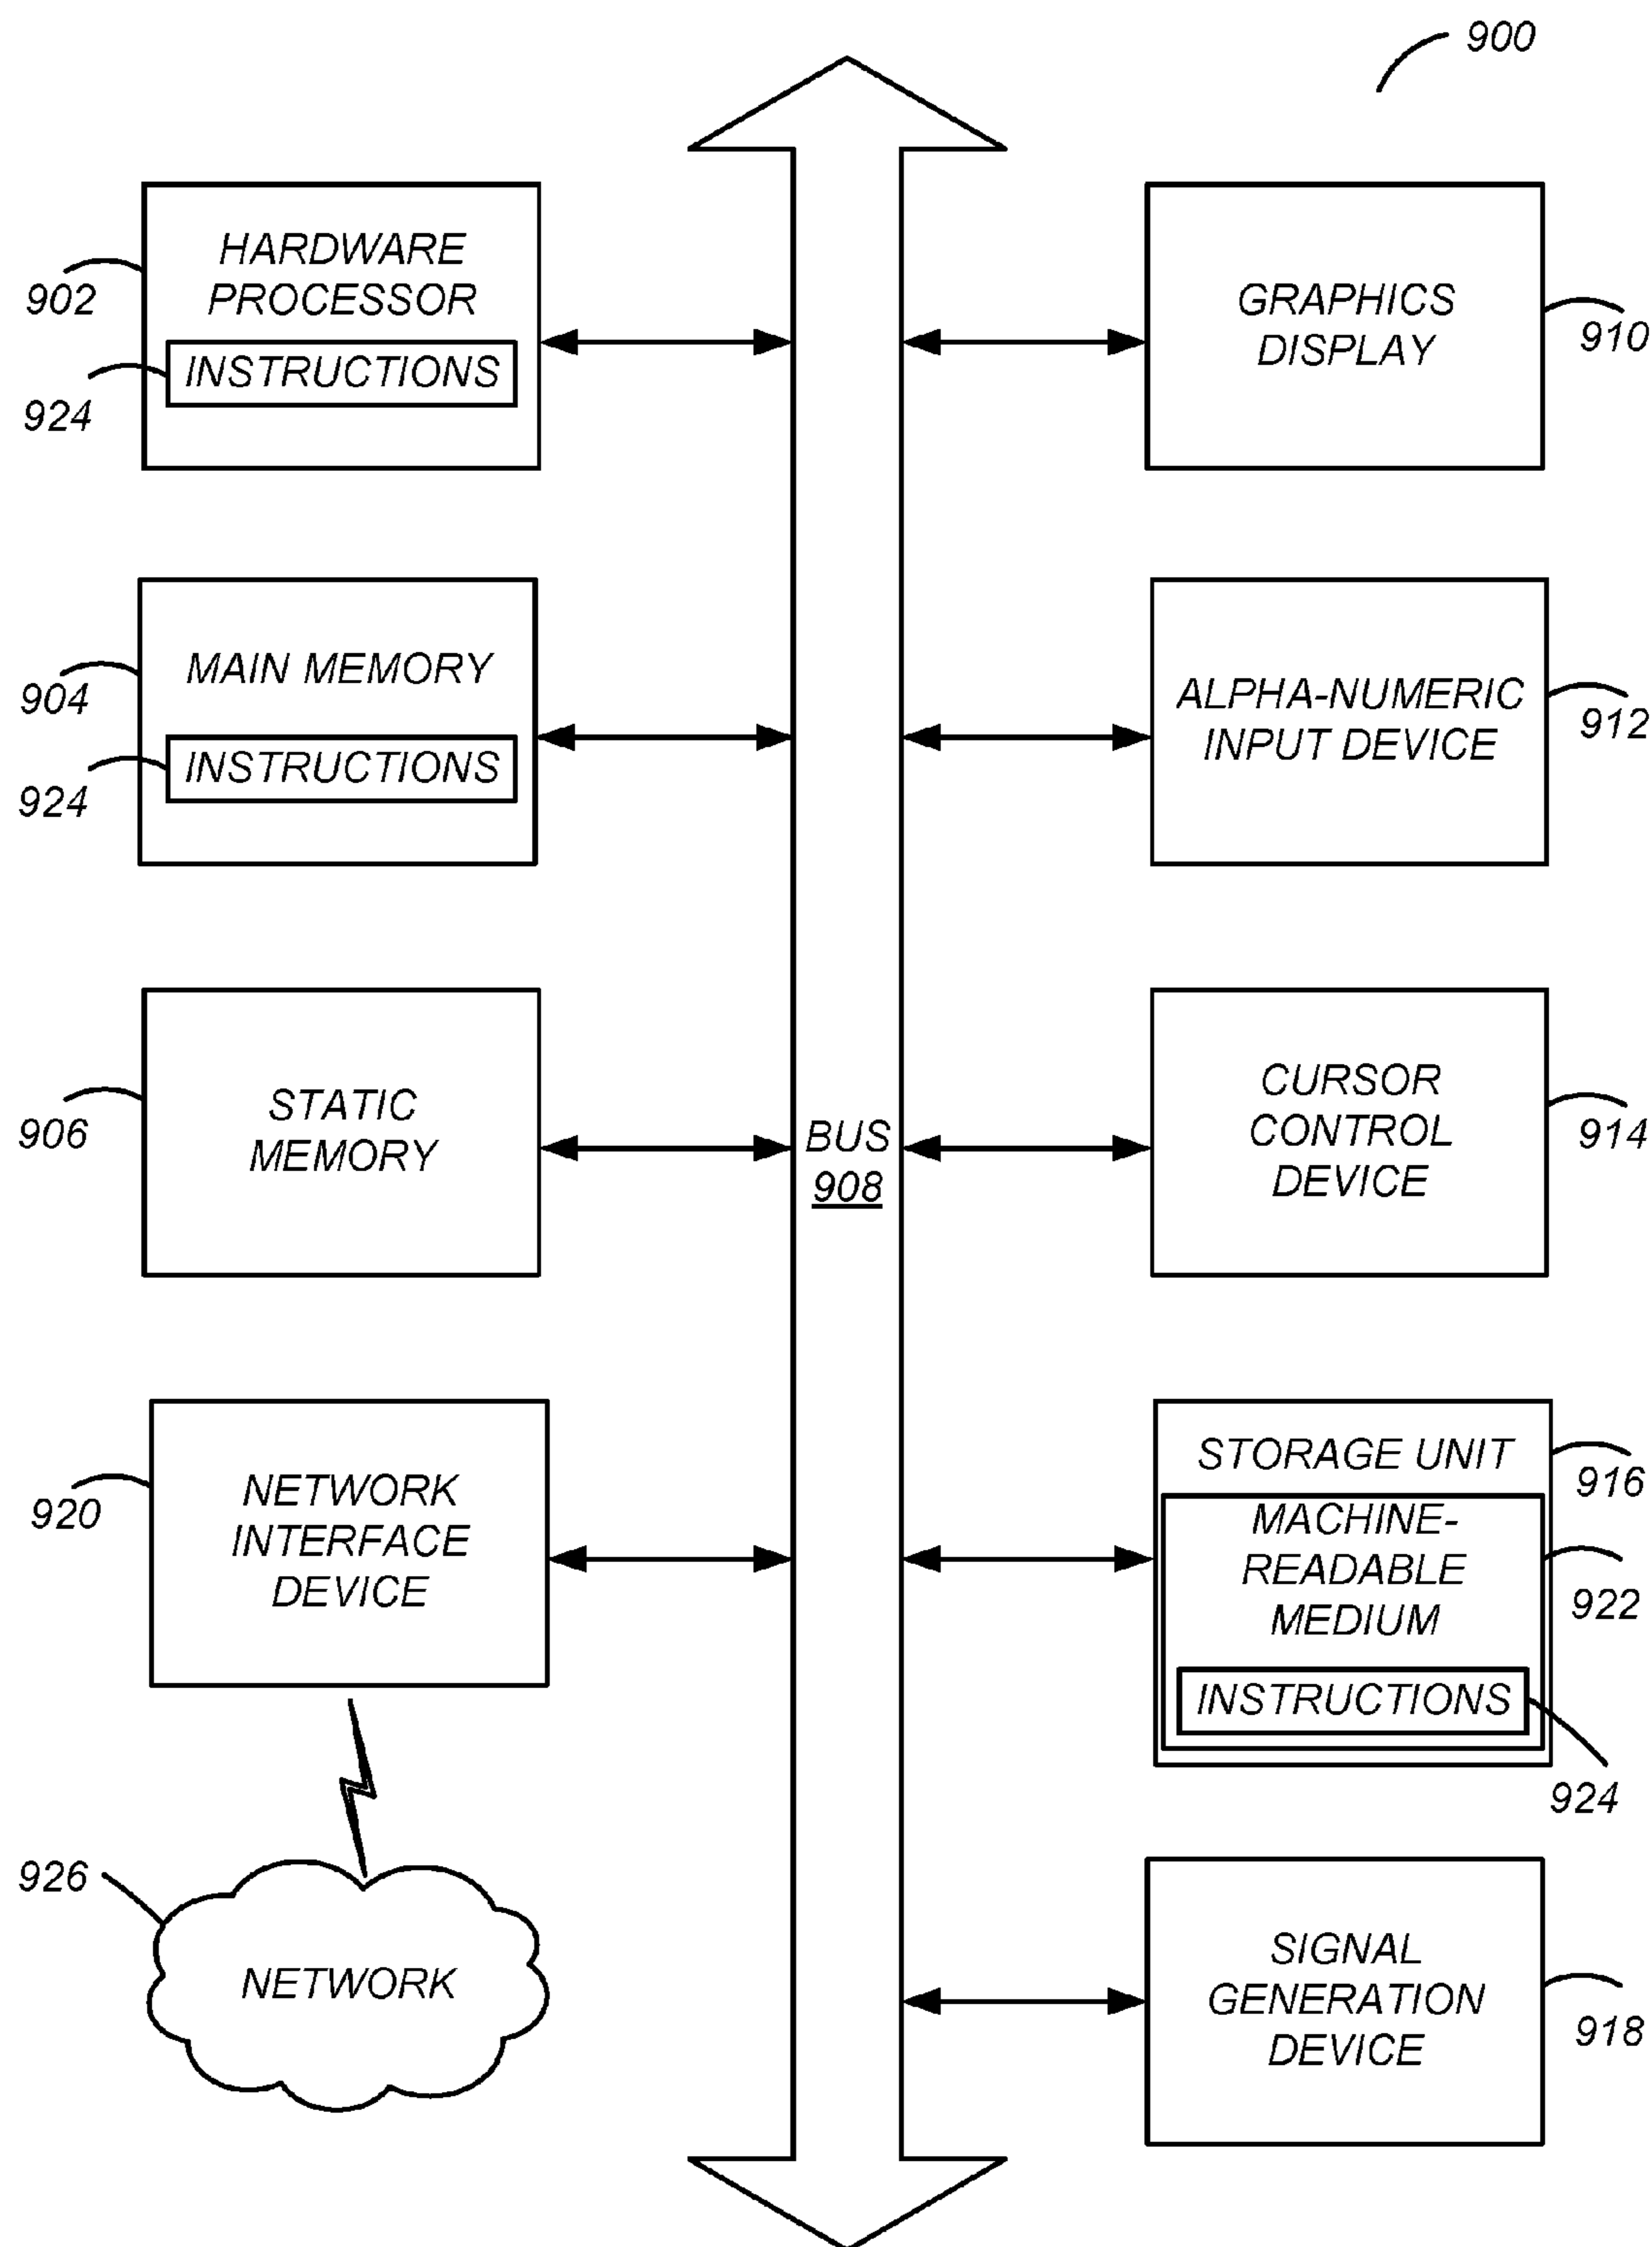 900
HARDWARE
PROCESSOR
902
INSTRUCTIONS
924
GRAPHICS
DISPLAY
910
MAIN MEMORY
904
INSTRUCTIONS
924
ALPHA-NUMERIC
INPUT DEVICE
912
STATIC
MEMORY
906
BUS
908
CURSOR
CONTROL
DEVICE
914
NETWORK
INTERFACE
DEVICE
920
STORAGE UNIT
916
MACHINE-
READABLE
MEDIUM
922
INSTRUCTIONS
924
926
NETWORK
SIGNAL
GENERATION
DEVICE
918